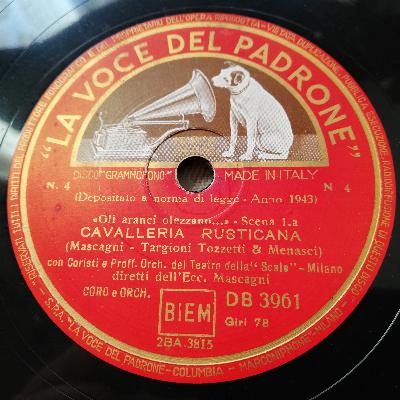 "LA VOCE DEL PADRONE"
DISCO "GRAMMOFONO" MADE IN ITALY
N. 4 N 4
(Depositato a norma di legge - Anno 1943)
«Gli aranci olezzano...» - Scena 1.a
CAVALLERIA RUSTICANA
(Mascagni - Targioni Tozzetti & Menasci)
con Coristi e Proff. Orch. del Teatro della "Scala" - Milano
diretti dell'Ecc. Mascagni
CORO e ORCH.
BIEM
DB 3961
Giri 78
2BA.3815
S.p.A. "LA VOCE DEL PADRONE-COLUMBIA-MARCONIPHONE"-MILANO-